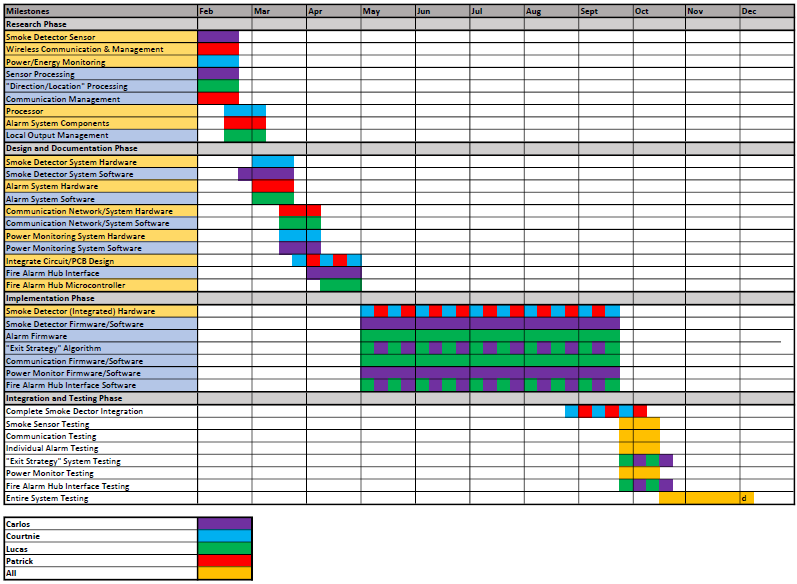 Milestones Feb Mar Apr May Jun Jul Aug Sept Oct Nov Dec
Research Phase
Smoke Detector Sensor
Wireless Communication & Management
Power/Energy Monitoring
Sensor Processing
"Direction/Location" Processing
Communication Management
Processor
Alarm System Components
Local Output Management
Design and Documentation Phase
Smoke Detector System Hardware
Smoke Detector System Software
Alarm System Hardware
Alarm System Software
Communication Network/System Hardware
Communication Network/System Software
Power Monitoring System Hardware
Power Monitoring System Software
Integrate Circuit/PCB Design
Fire Alarm Hub Interface
Fire Alarm Hub Microcontroller
Implementation Phase
Smoke Detector (Integrated) Hardware
Smoke Detector Firmware/Software
Alarm Firmware
"Exit Strategy" Algorithm
Communication Firmware/Software
Power Monitor Firmware/Software
Fire Alarm Hub Interface Software
Integration and Testing Phase
Complete Smoke Dector Integration
Smoke Sensor Testing
Communication Testing
Individual Alarm Testing
"Exit Strategy" System Testing
Power Monitor Testing
Fire Alarm Hub Interface Testing
Entire System Testing d
Carlos
Courtnie
Lucas
Patrick
All